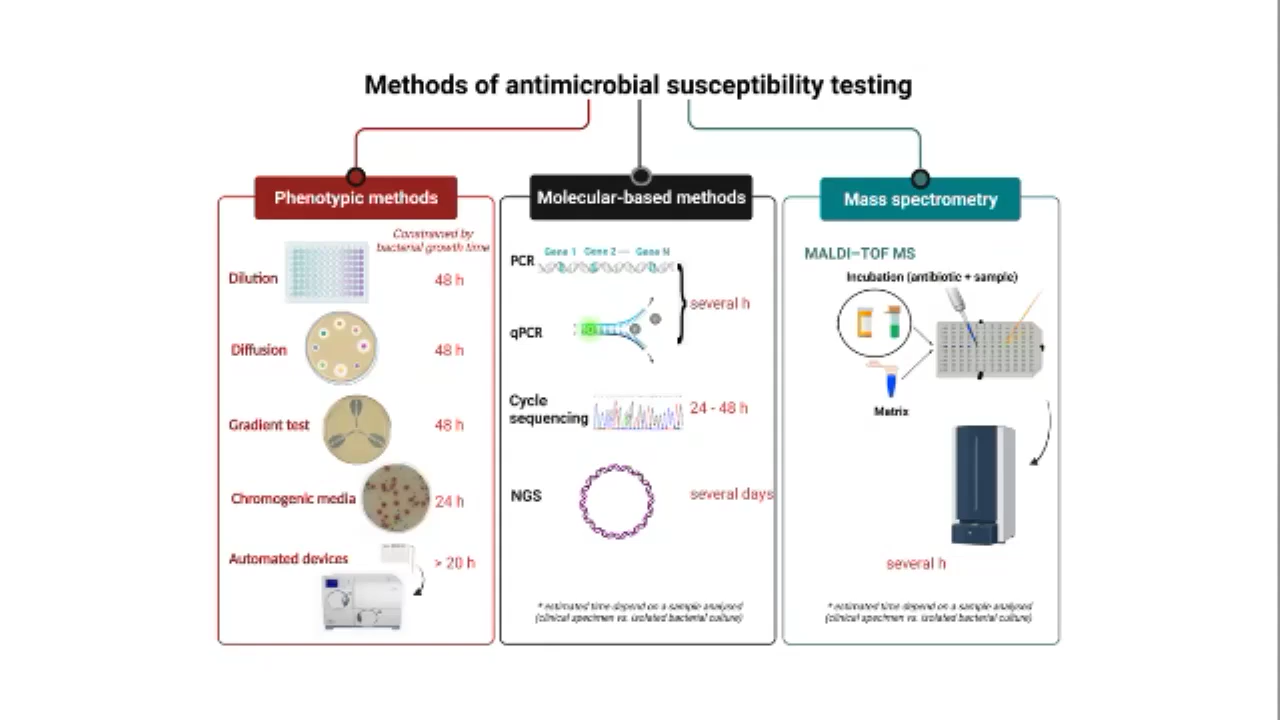 Methods of antimicrobial susceptibility testing
Phenotypic methods
Constrained by
bacterial growth time
Dilution
48 h
Diffusion
48 h
Gradient test
48 h
Chromogenic media
24 h
Automated devices
> 20 h
Molecular-based methods
PCR
Gene 1 Gene 2 — Gene N
several h
qPCR
Cycle
sequencing
24 - 48 h
NGS
several days
* estimated time depend on a sample analysed
(clinical specimen vs. isolated bacterial culture)
Mass spectrometry
MALDI–TOF MS
Incubation (antibiotic + sample)
Matrix
several h
* estimated time depend on a sample analysed
(clinical specimen vs. isolated bacterial culture)